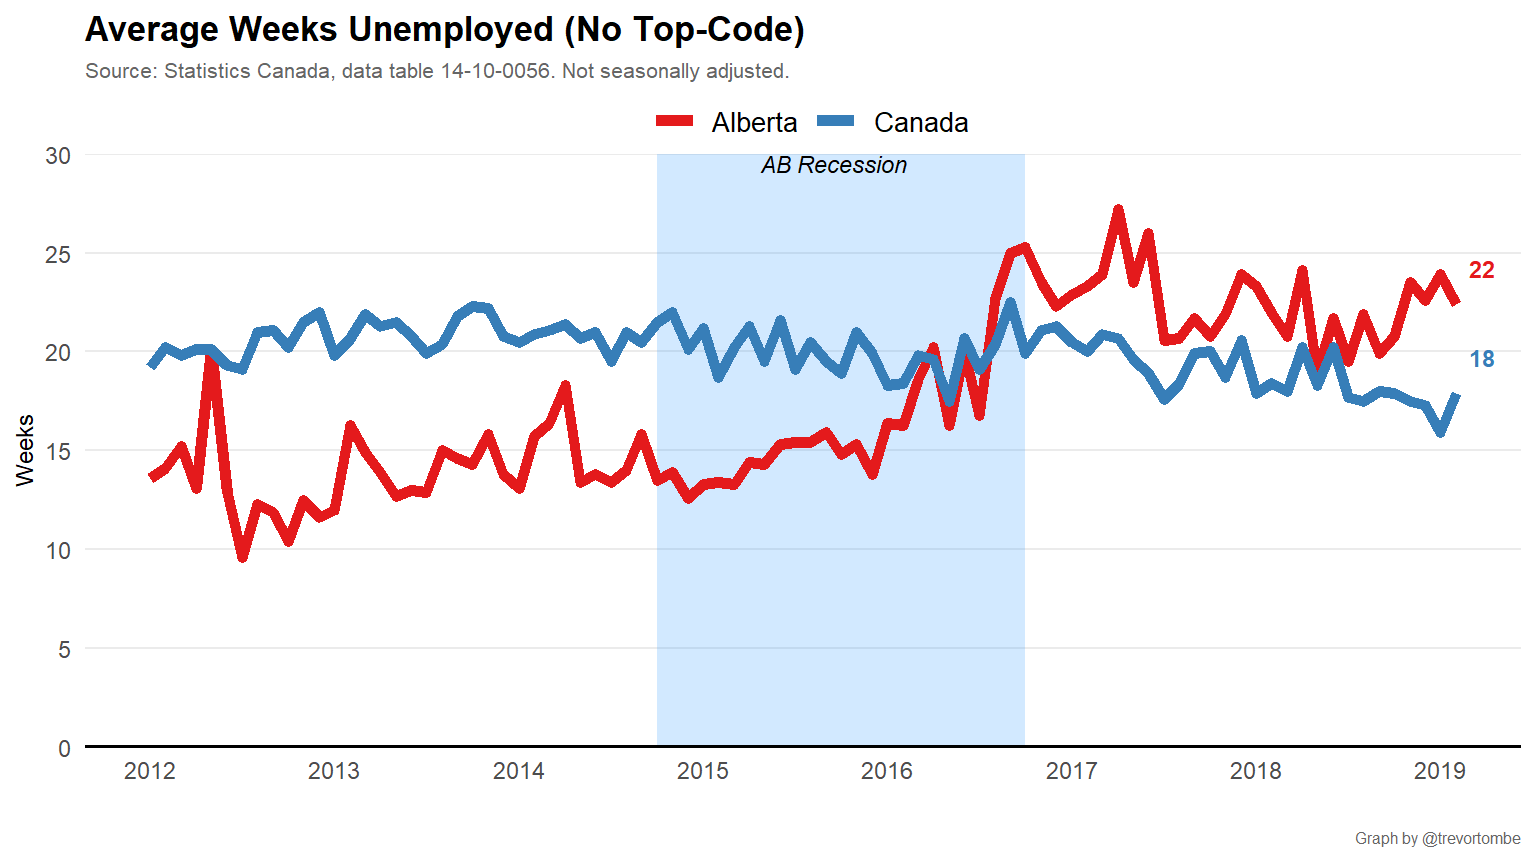 Average Weeks Unemployed (No Top-Code)
Source: Statistics Canada, data table 14-10-0056. Not seasonally adjusted.
Alberta Canada
30
AB Recession
25
22
20
18
15
Weeks
10
5
0
2012 2013 2014 2015 2016 2017 2018 2019
Graph by @trevortombe